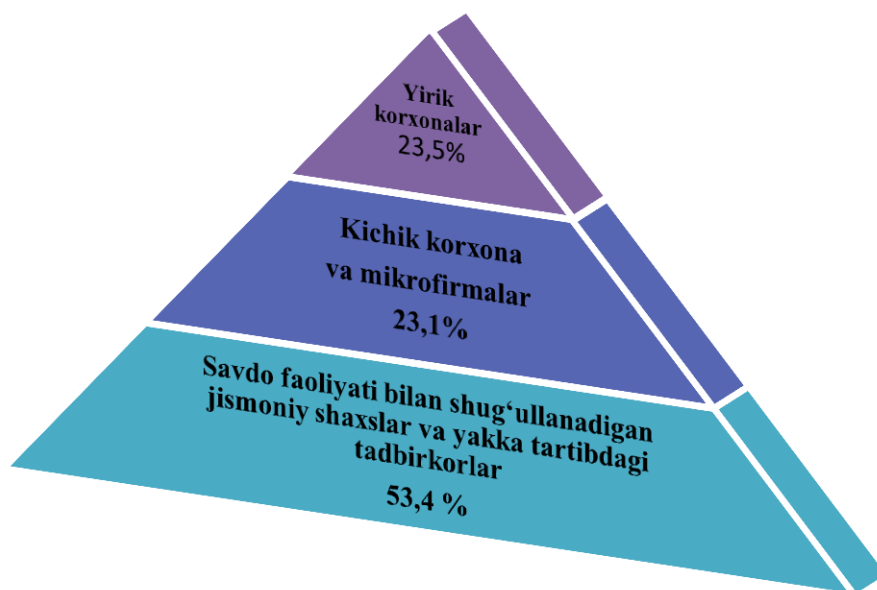 Yirik
korxonalar
23,5%
Kichik korxona
va mikrofirmalar
23,1%
Savdo faoliyati bilan shug‘ullanadigan
jismoniy shaxslar va yakka tartibdagi
tadbirkorlar
53,4 %